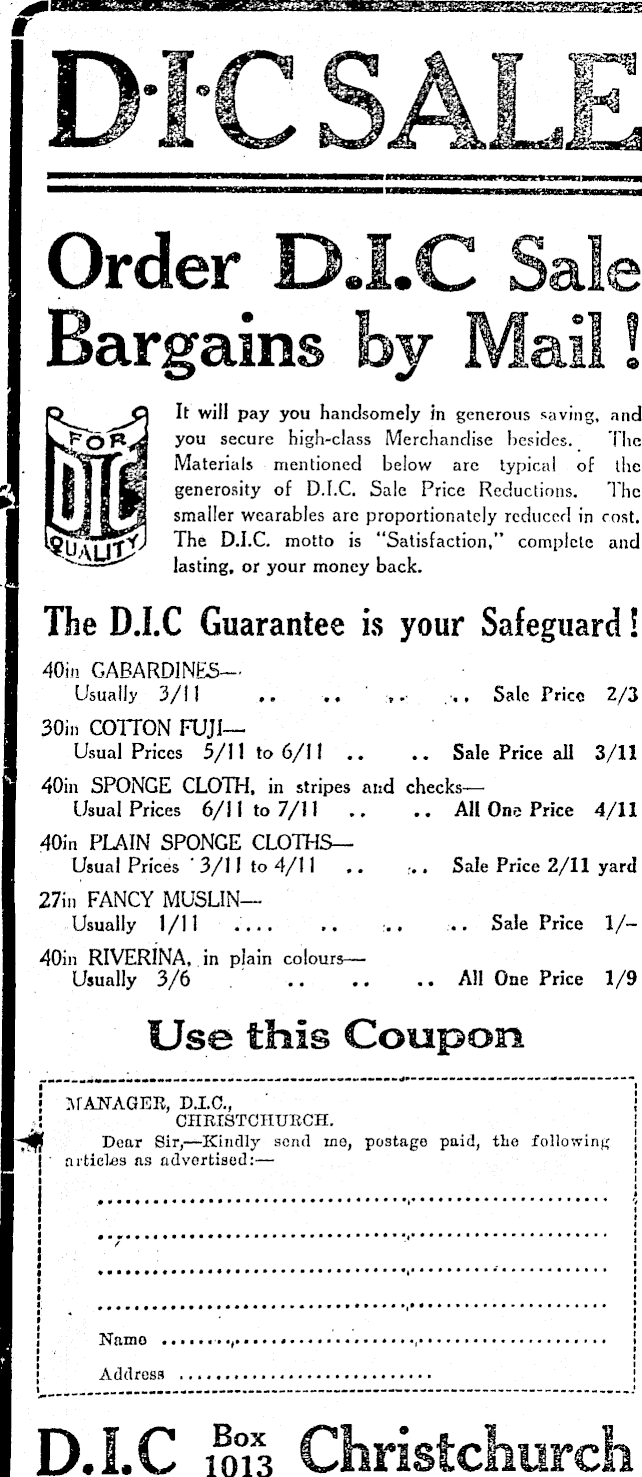 D·I·C SALE
Order D.I.C Sale
Bargains by Mail!
FOR
DIC
QUALITY
It will pay you handsomely in generous saving, and
you secure high-class Merchandise besides. The
Materials mentioned below are typical of the
generosity of D.I.C. Sale Price Reductions. The
smaller wearables are proportionately reduced in cost.
The D.I.C. motto is "Satisfaction," complete and
lasting, or your money back.
The D.I.C Guarantee is your Safeguard!
40in GABARDINES—
Usually 3/11 .. .. .. .. Sale Price 2/3
30in COTTON FUJI—
Usual Prices 5/11 to 6/11 .. .. Sale Price all 3/11
40in SPONGE CLOTH, in stripes and checks—
Usual Prices 6/11 to 7/11 .. .. All One Price 4/11
40in PLAIN SPONGE CLOTHS—
Usual Prices 3/11 to 4/11 .. .. Sale Price 2/11 yard
27in FANCY MUSLIN—
Usually 1/11 .... .. .. .. Sale Price 1/-
40in RIVERINA, in plain colours—
Usually 3/6 .. .. .. All One Price 1/9
Use this Coupon
MANAGER, D.I.C.,
CHRISTCHURCH.
Dear Sir,—Kindly send me, postage paid, the following
articles as advertised:—
Name
Address
D.I.C Box 1013 Christchurch